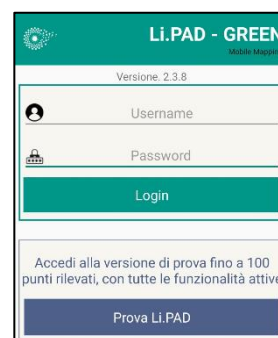 Li.PAD - GREEN
Mobile Mapping
Versione. 2.3.8
Username
Password
Login
Accedi alla versione di prova fino a 100
punti rilevati, con tutte le funzionalità attive
Prova Li.PAD